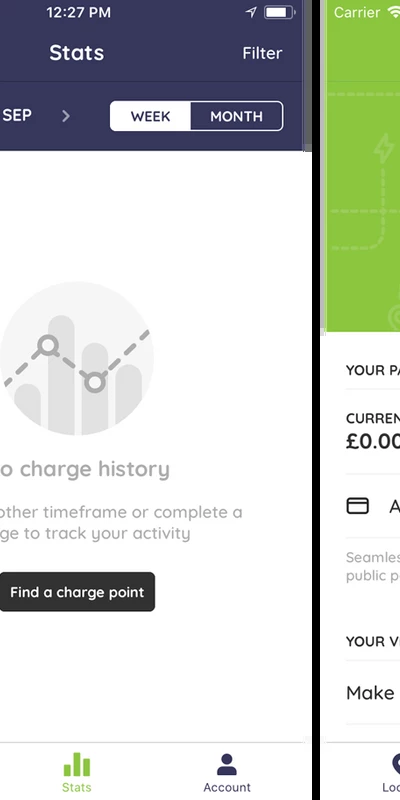 12:27 PM
Stats
Filter
SEP
WEEK
MONTH
o charge history
other timeframe or complete a
ge to track your activity
Find a charge point
Stats
Account
Carrier
YOUR PA
CURREN
£0.00
A
Seamles
public p
YOUR V
Make
Loc